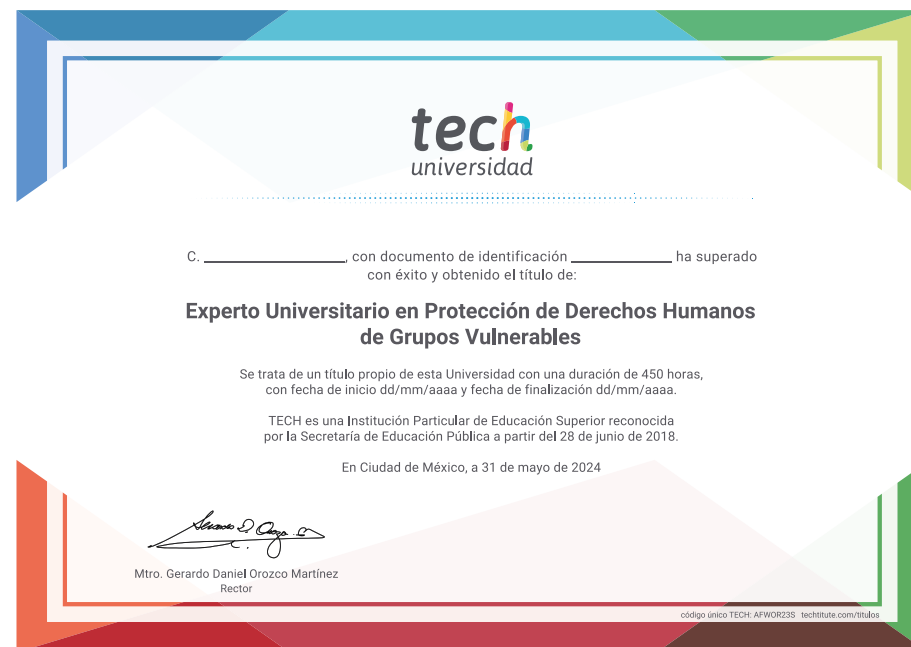 tech
universidad
C. ____________, con documento de identificación ____________ ha superado
con éxito y obtenido el título de:
Experto Universitario en Protección de Derechos Humanos
de Grupos Vulnerables
Se trata de un título propio de esta Universidad con una duración de 450 horas,
con fecha de inicio dd/mm/aaaa y fecha de finalización dd/mm/aaaa.
TECH es una Institución Particular de Educación Superior reconocida
por la Secretaría de Educación Pública a partir del 28 de junio de 2018.
En Ciudad de México, a 31 de mayo de 2024
Mtro. Gerardo Daniel Orozco Martínez
Rector
código único TECH: AFWOR23S techtitute.com/titulos